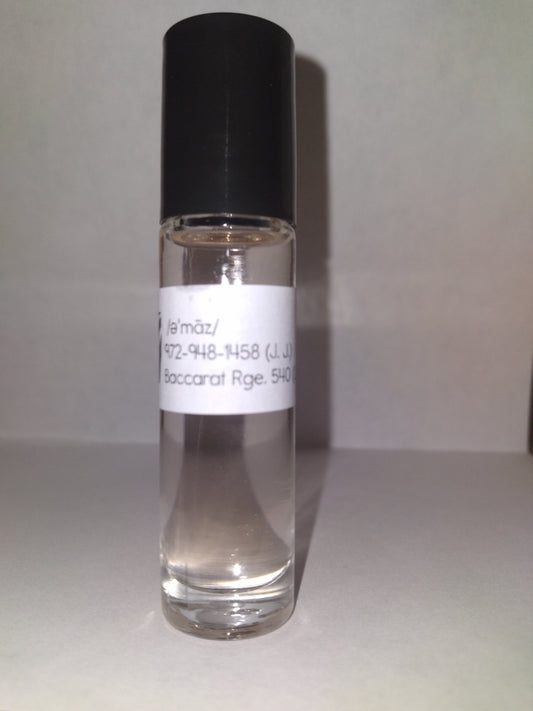 /ə'māz/
972-948-1458 (J. J.)
Baccarat Rge. 540